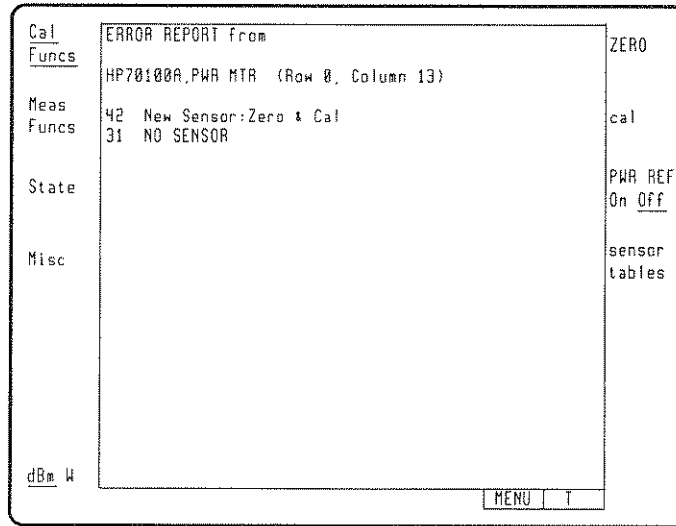 Cal
Funcs
Meas
Funcs
State
Misc
dBm W
ERROR REPORT from
HP70100A,PWR MTR (Row 0, Column 13)
42 New Sensor:Zero & Cal
31 NO SENSOR
ZERO
cal
PWR REF
On Off
sensor
tables
MENU T